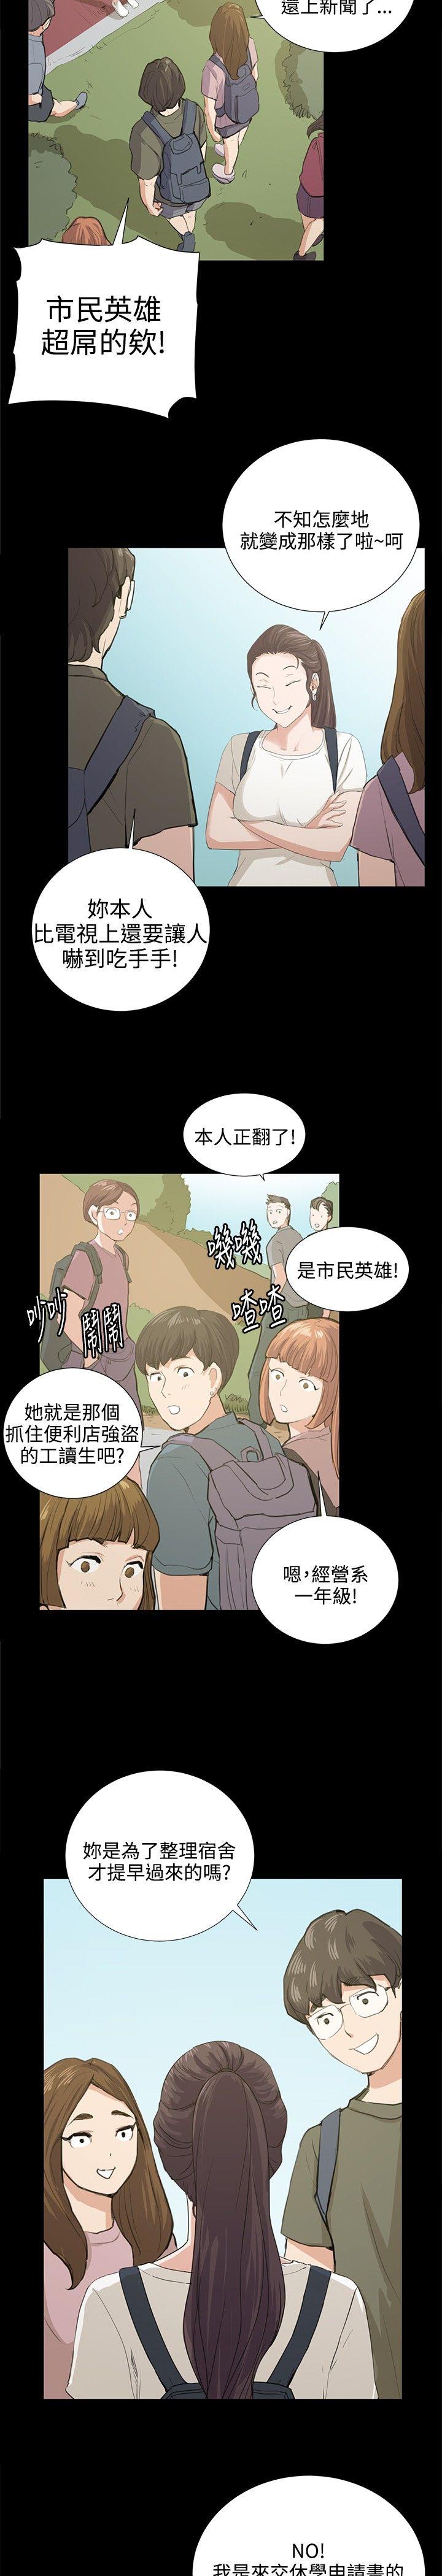 還上新聞了...
市民英雄
超屌的欸!
不知怎麼地
就變成那樣了啦~呵
妳本人
比電視上還要讓人
嚇到吃手手!
本人正翻了!
嘰嘰
喳喳
是市民英雄!
吵吵
鬧鬧
她就是那個
抓住便利店強盜
的工讀生吧?
嗯,經營系
一年級!
妳是為了整理宿舍
才提早過來的嗎?
NO!
我是來交休學申請書的